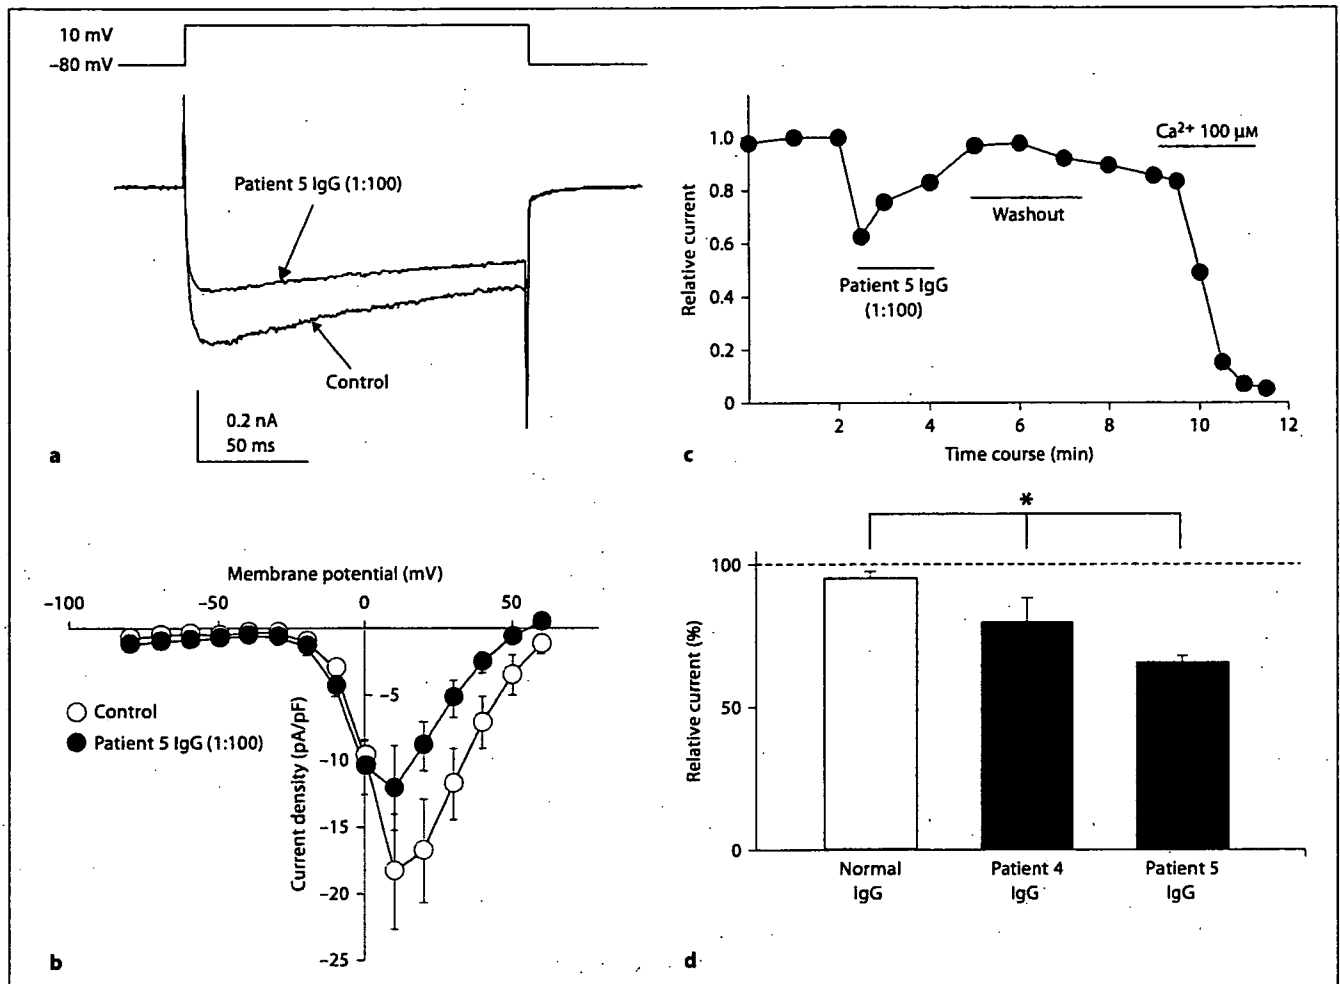 10 mV
–80 mV
Patient 5 IgG (1:100)
Control
0.2 nA
50 ms
a
Relative current
1.0
0.8
0.6
0.4
0.2
0
2
4
6
8
10
12
Time course (min)
Patient 5 IgG
(1:100)
Washout
Ca2+ 100 µM
c
Membrane potential (mV)
–100
–50
0
50
Control
Patient 5 IgG (1:100)
Current density (pA/pF)
–5
–10
–15
–20
–25
b
*
Relative current (%)
100
50
0
Normal
IgG
Patient 4
IgG
Patient 5
IgG
d